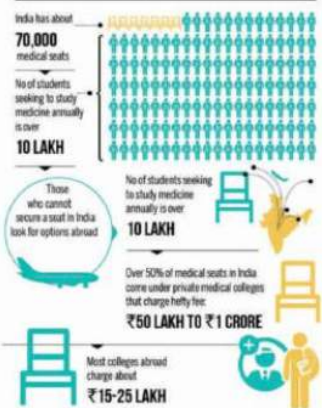 India has about
70,000
medical seats
No of students
seeking to study
medicine annually
is over
10 LAKH
Those
who cannot
secure a seat in India
look for options abroad
No of students seeking
to study medicine
annually is over
10 LAKH
Over 50% of medical seats in India
come under private medical colleges
that charge hefty fee:
₹50 LAKH TO ₹1 CRORE
Most colleges abroad
charge about
₹15-25 LAKH